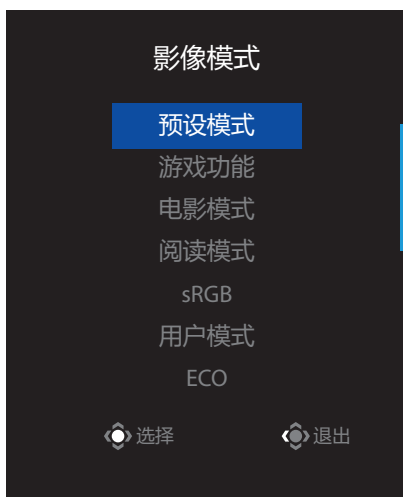 影像模式
预设模式
游戏功能
电影模式
阅读模式
sRGB
用户模式
ECO
选择 退出